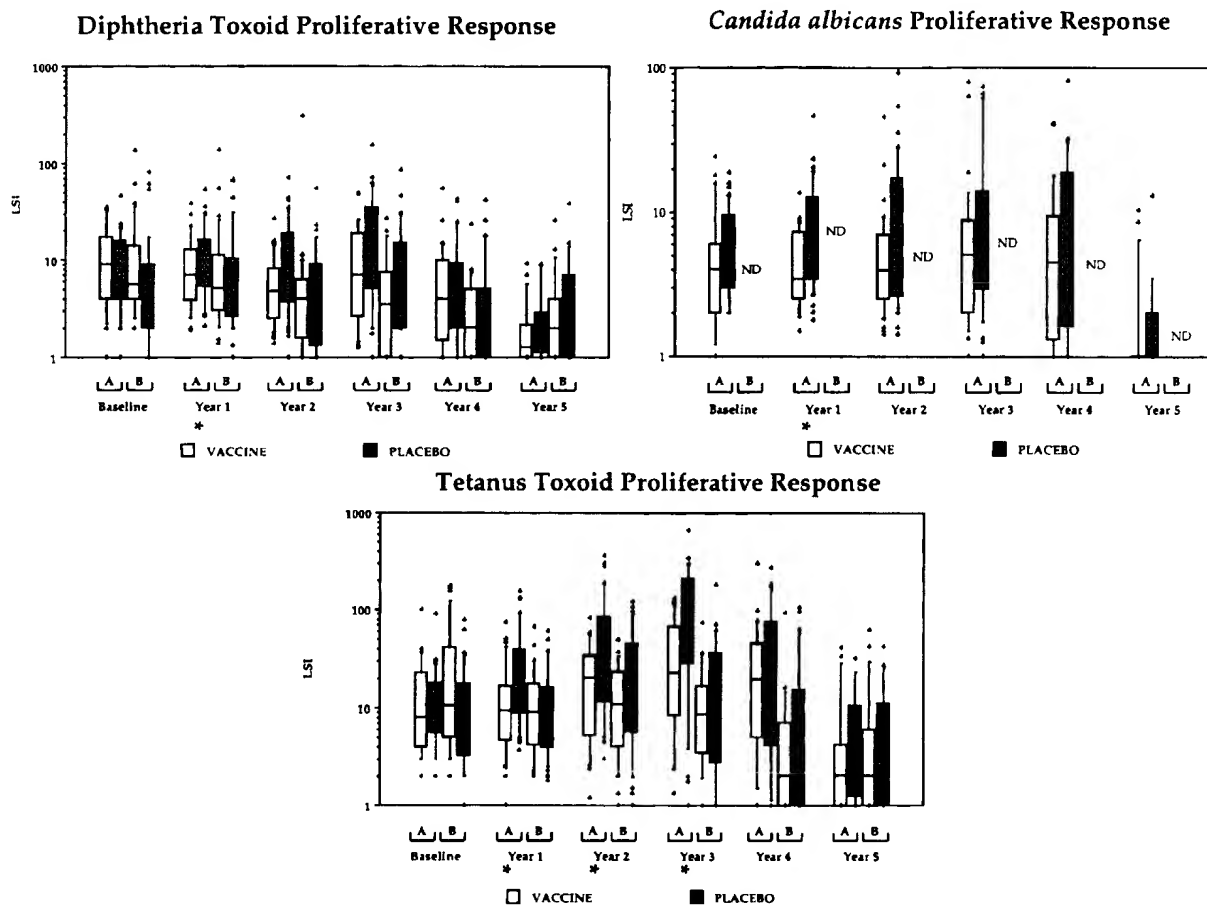 Diphtheria Toxoid Proliferative Response
1000
100
10
1
LSI
A B A B A B A B A B A B
Baseline Year 1 Year 2 Year 3 Year 4 Year 5
*
VACCINE PLACEBO
Candida albicans Proliferative Response
100
10
1
LSI
ND ND ND ND ND ND
A B A B A B A B A B A B
Baseline Year 1 Year 2 Year 3 Year 4 Year 5
*
VACCINE PLACEBO
Tetanus Toxoid Proliferative Response
1000
100
10
1
LSI
A B A B A B A B A B A B
Baseline Year 1 Year 2 Year 3 Year 4 Year 5
* * *
VACCINE PLACEBO